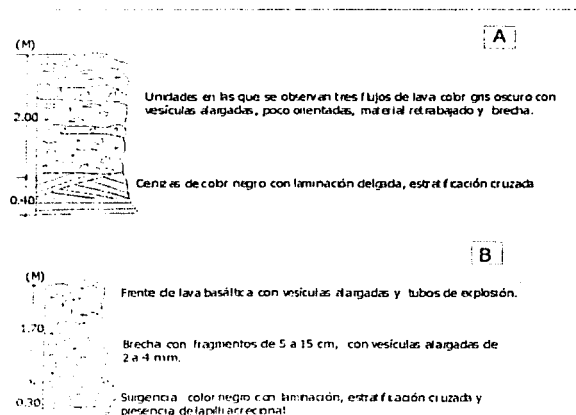 A
(M)
Unidades en las que se observan tres flujos de lava color gris oscuro con
vesículas alargadas, poco orientadas, material retrabajado y brecha.
2.00
Cenizas de color negro con laminación delgada, estratificación cruzada
0.40
B
(M)
Frente de lava basáltica con vesículas alargadas y tubos de explosión.
1.70
Brecha con fragmentos de 5 a 15 cm, con vesículas alargadas de
2 a 4 mm.
Surgencia color negro con laminación, estratificación cruzada y
0.30
presencia de lapilli acrecional